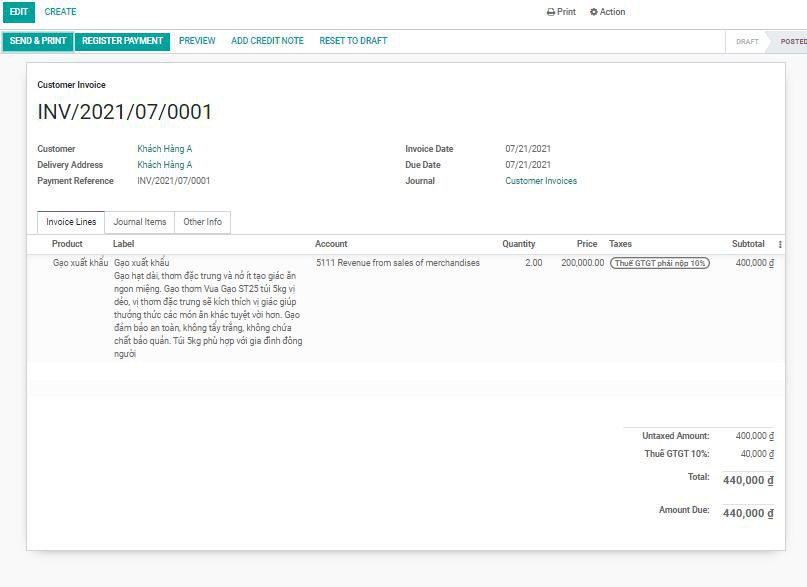 EDIT CREATE Print Action
SEND & PRINT REGISTER PAYMENT PREVIEW ADD CREDIT NOTE RESET TO DRAFT DRAFT POSTED
Customer Invoice
INV/2021/07/0001
Customer Khách Hàng A Invoice Date 07/21/2021
Delivery Address Khách Hàng A Due Date 07/21/2021
Payment Reference INV/2021/07/0001 Journal Customer Invoices
Invoice Lines Journal Items Other Info
Product Label Account Quantity Price Taxes Subtotal
Gạo xuất khẩu Gạo xuất khẩu 5111 Revenue from sales of merchandises 2.00 200,000.00 Thuế GTGT phải nộp 10% 400,000 ₫
Gạo hạt dài, thơm đặc trưng và nở ít tạo giác ăn
ngon miệng. Gạo thơm Vua Gạo ST25 túi 5kg vị
dẻo, vị thơm đặc trưng sẽ kích thích vị giác giúp
thưởng thức các món ăn khác tuyệt vời hơn. Gạo
đảm bảo an toàn, không tẩy trắng, không chứa
chất bảo quản. Túi 5kg phù hợp với gia đình đông
người
Untaxed Amount: 400,000 ₫
Thuế GTGT 10%: 40,000 ₫
Total: 440,000 ₫
Amount Due: 440,000 ₫